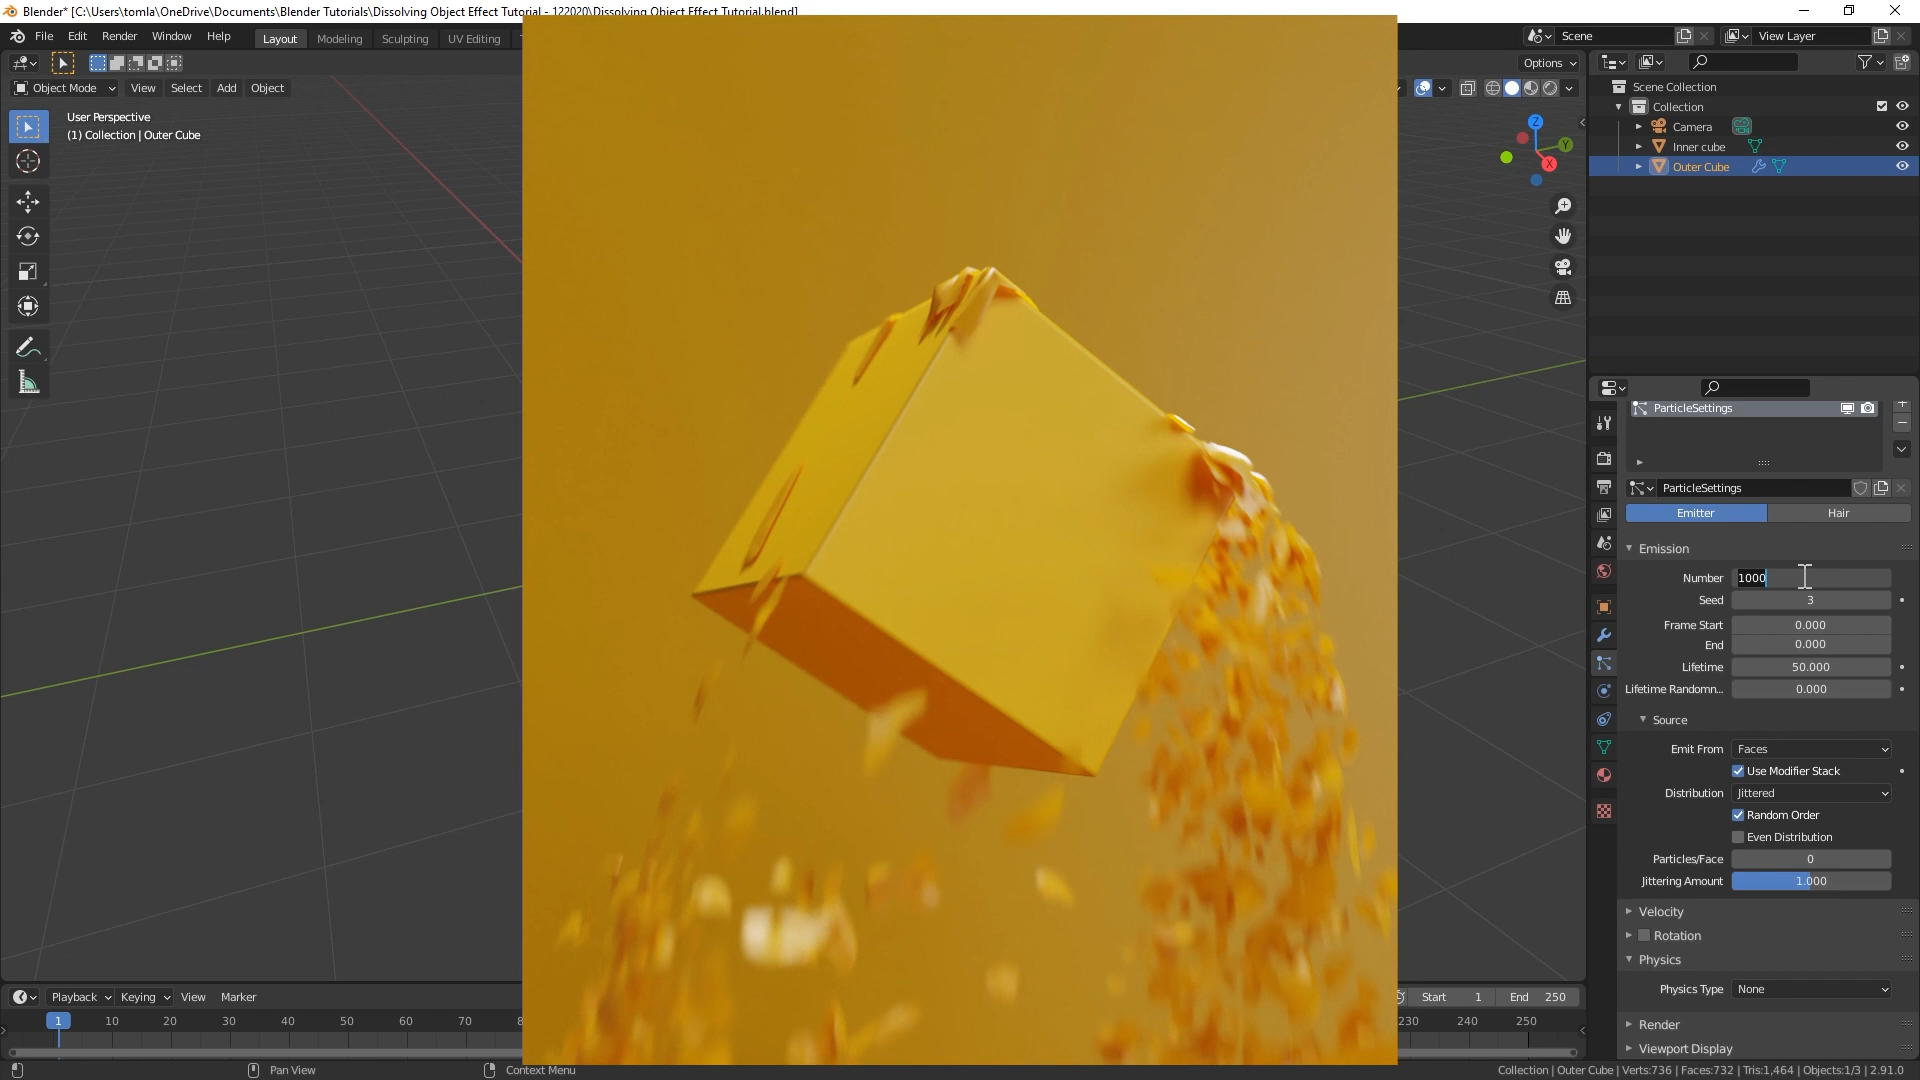 Blender* [C:\Users\tomla\OneDrive\Documents\Blender Tutorials\Dissolving Object Effect Tutorial - 122020\Dissolving Object Effect Tutorial.blend]
File Edit Render Window Help Layout Modeling Sculpting UV Editing
Scene View Layer
Options
Object Mode View Select Add Object
User Perspective
(1) Collection | Outer Cube
Z
Y
X
Scene Collection
Collection
Camera
Inner cube
Outer Cube
ParticleSettings
ParticleSettings
Emitter Hair
Emission
Number 1000
Seed 3
Frame Start 0.000
End 0.000
Lifetime 50.000
Lifetime Randomn... 0.000
Source
Emit From Faces
Use Modifier Stack
Distribution Jittered
Random Order
Even Distribution
Particles/Face 0
Jittering Amount 1.000
Velocity
Rotation
Physics
Physics Type None
Render
Viewport Display
Playback Keying View Marker Start 1 End 250
1 10 20 30 40 50 60 70 230 240 250
Pan View Context Menu
Collection | Outer Cube | Verts:736 | Faces:732 | Tris:1,464 | Objects:1/3 | 2.91.0